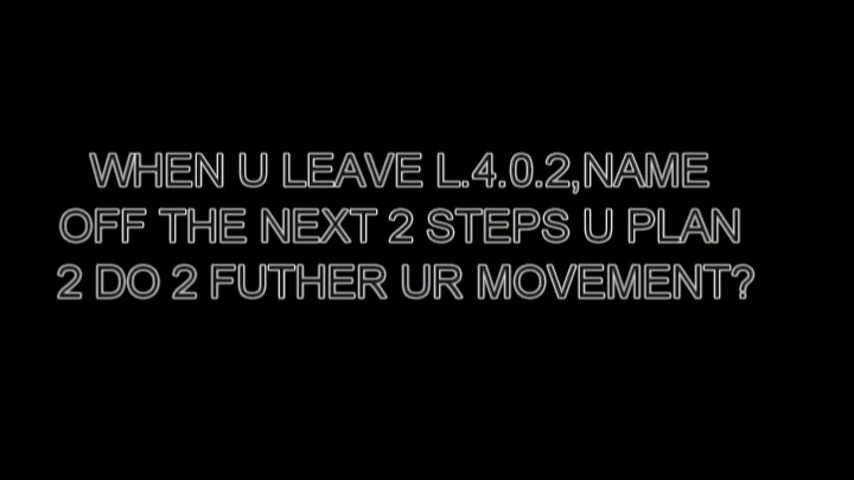 WHEN U LEAVE L.4.0.2,NAME
OFF THE NEXT 2 STEPS U PLAN
2 DO 2 FUTHER UR MOVEMENT?